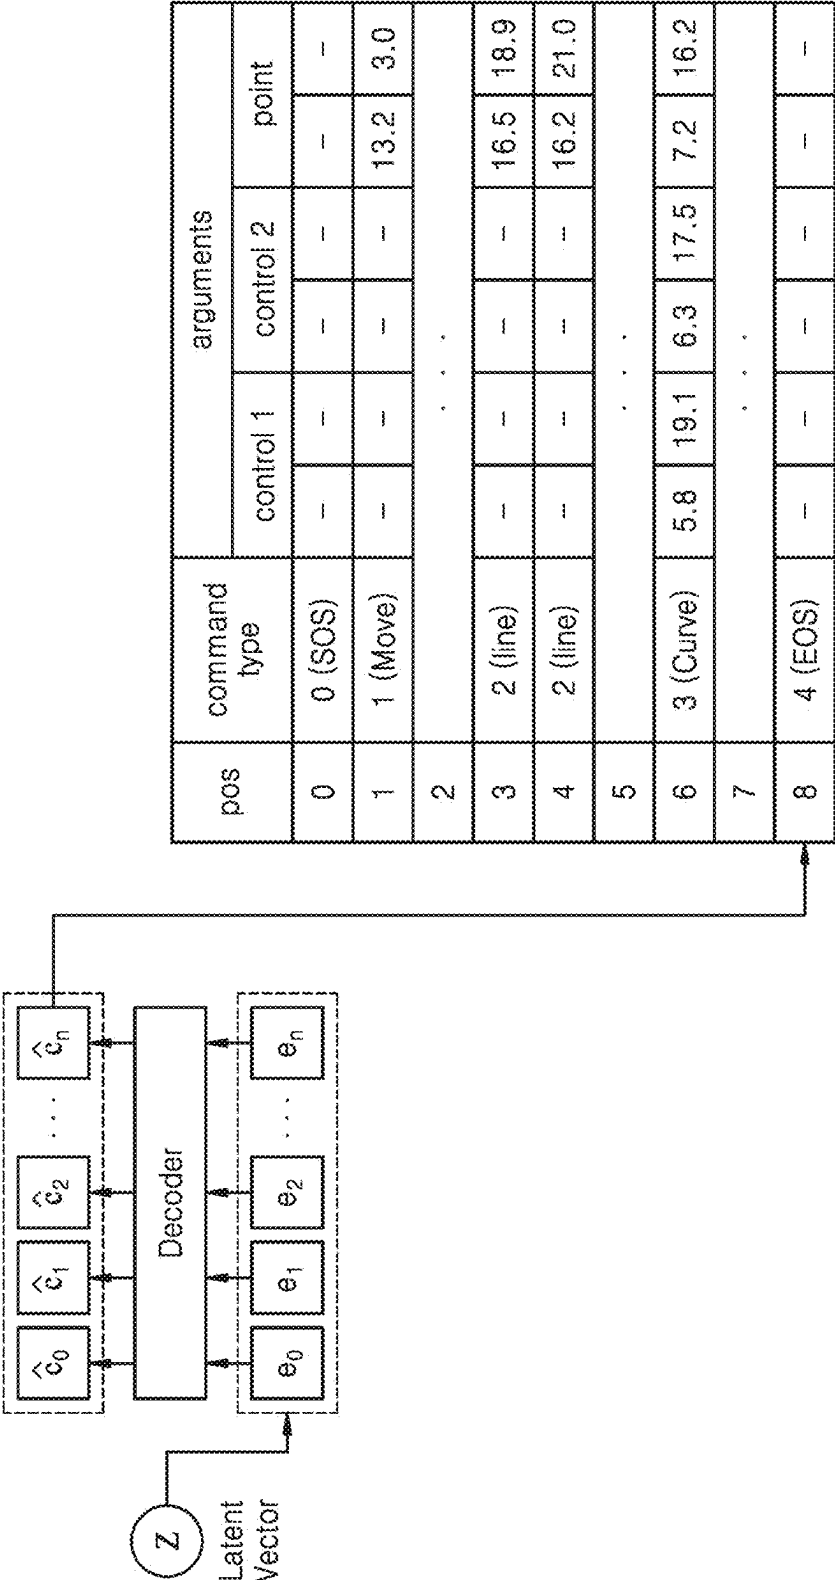 z
Latent
Vector
ĉ0 ĉ1 ĉ2 ... ĉn
Decoder
e0 e1 e2 ... en
pos command type arguments
control 1 control 2 point
0 0 (SOS) - - - - - -
1 1 (Move) - - - - 13.2 3.0
2 . . .
3 2 (line) - - - - 16.5 18.9
4 2 (line) - - - - 16.2 21.0
5 . . .
6 3 (Curve) 5.8 19.1 6.3 17.5 7.2 16.2
7 . . .
8 4 (EOS) - - - - - -